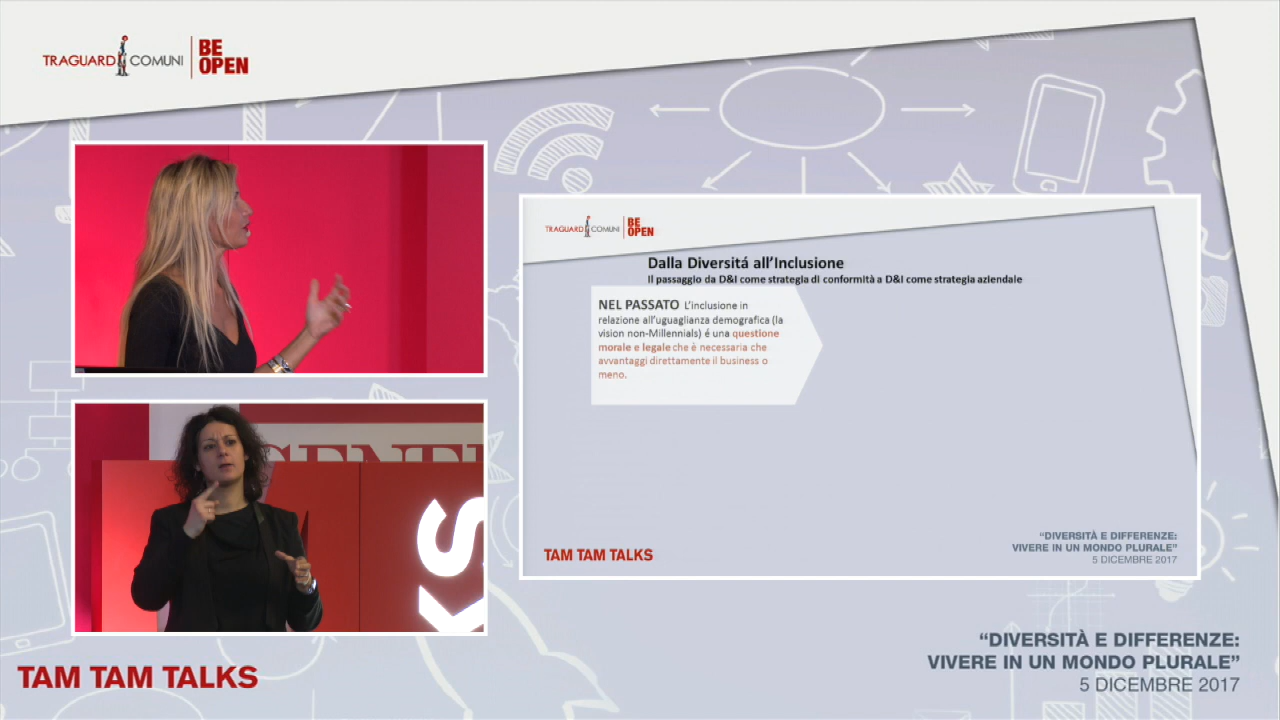 TRAGUARDI COMUNI
BE
OPEN
TRAGUARDI COMUNI
BE
OPEN
Dalla Diversitá all'Inclusione
Il passaggio da D&I come strategia di conformità a D&I come strategia aziendale
NEL PASSATO L'inclusione in
relazione all'uguaglianza demografica (la
vision non-Millennials) é una questione
morale e legale che è necessaria che
avvantaggi direttamente il business o
meno.
TAM TAM TALKS
"DIVERSITÀ E DIFFERENZE:
VIVERE IN UN MONDO PLURALE"
5 DICEMBRE 2017
KS
TAM TAM TALKS
"DIVERSITÀ E DIFFERENZE:
VIVERE IN UN MONDO PLURALE"
5 DICEMBRE 2017